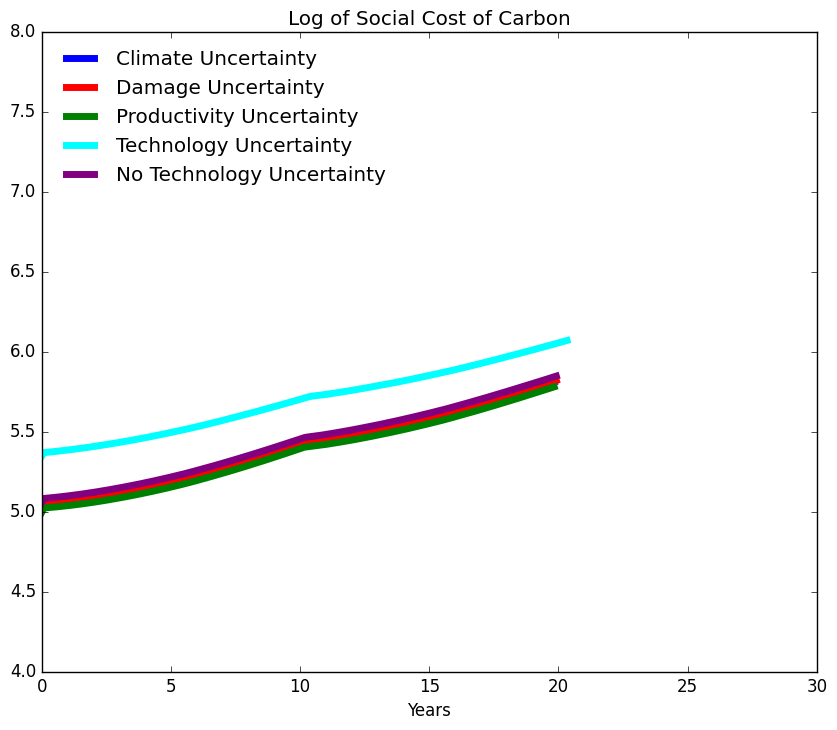 Log of Social Cost of Carbon
8.0
7.5
7.0
6.5
6.0
5.5
5.0
4.5
4.0
Climate Uncertainty
Damage Uncertainty
Productivity Uncertainty
Technology Uncertainty
No Technology Uncertainty
0 5 10 15 20 25 30
Years